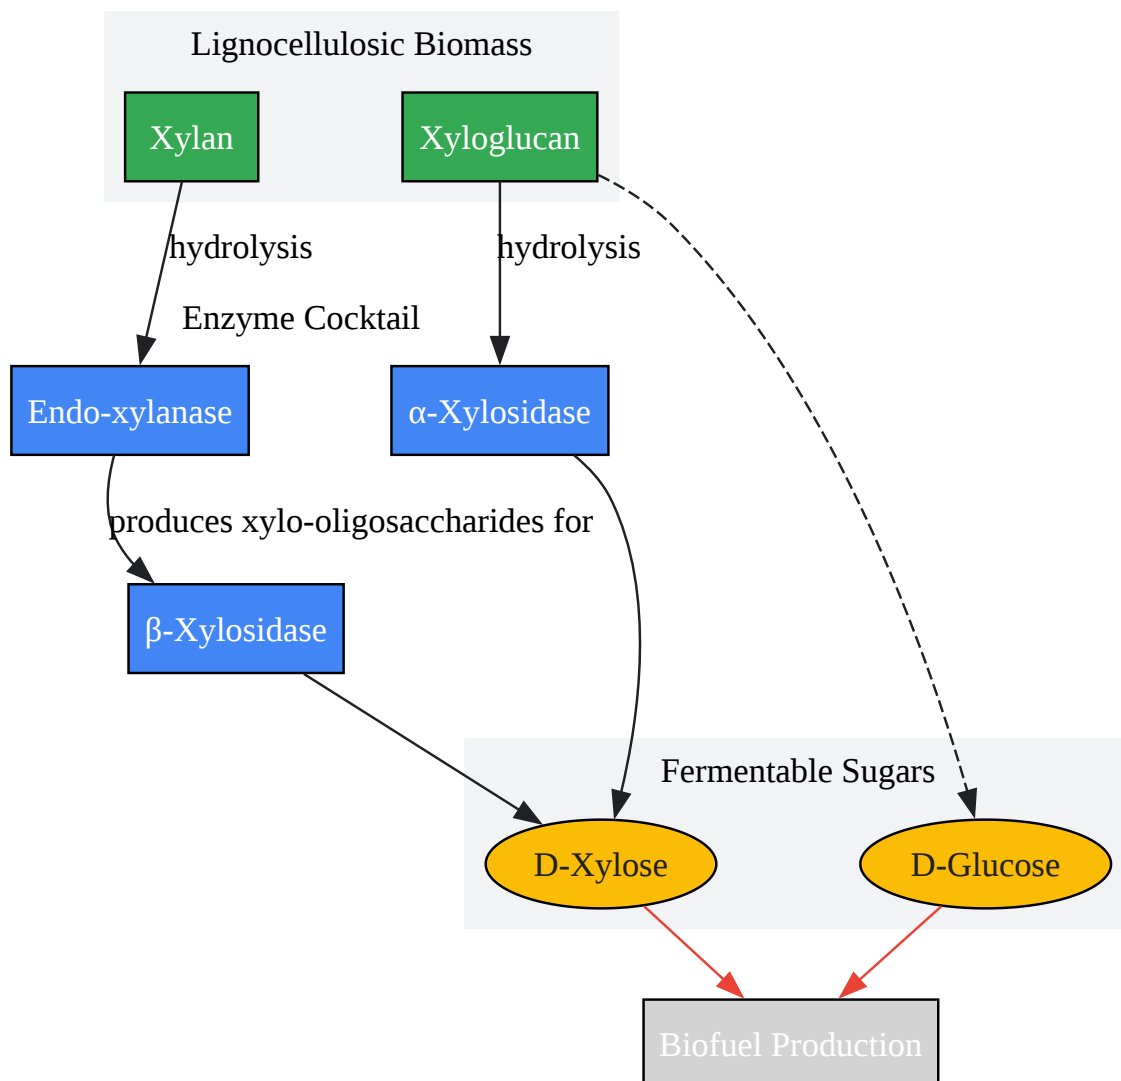 Lignocellulosic Biomass
Xylan
Xyloglucan
hydrolysis
hydrolysis
Enzyme Cocktail
Endo-xylanase
α-Xylosidase
produces xylo-oligosaccharides for
β-Xylosidase
Fermentable Sugars
D-Xylose
D-Glucose
Biofuel Production